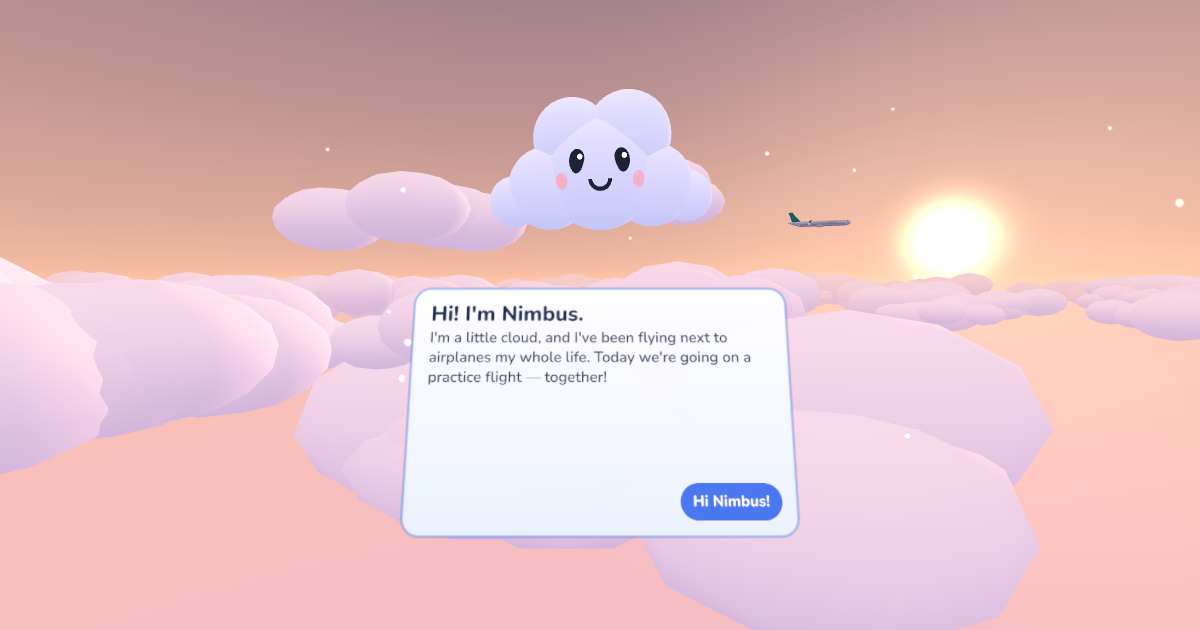 Hi! I'm Nimbus.
I'm a little cloud, and I've been flying next to
airplanes my whole life. Today we're going on a
practice flight — together!
Hi Nimbus!